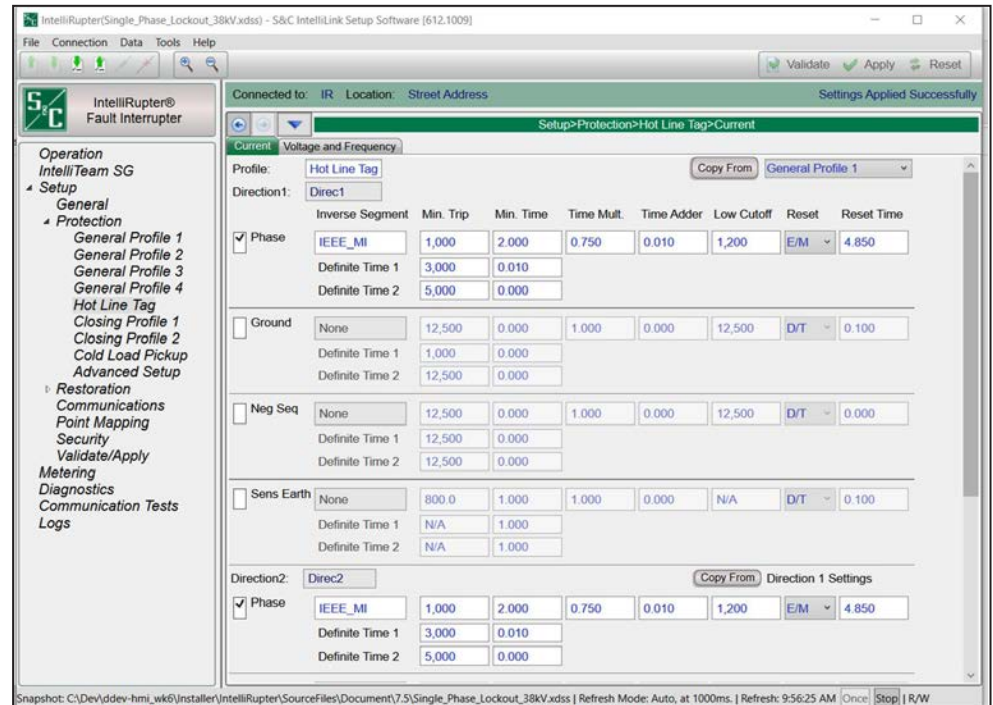 IntelliRupter(Single_Phase_Lockout_38kV.xdss) - S&C IntelliLink Setup Software [612.1009]
File Connection Data Tools Help
Validate Apply Reset
S&C IntelliRupter® Fault Interrupter
Connected to: IR Location: Street Address Settings Applied Successfully
Setup>Protection>Hot Line Tag>Current
Operation
IntelliTeam SG
Setup
General
Protection
General Profile 1
General Profile 2
General Profile 3
General Profile 4
Hot Line Tag
Closing Profile 1
Closing Profile 2
Cold Load Pickup
Advanced Setup
Restoration
Communications
Point Mapping
Security
Validate/Apply
Metering
Diagnostics
Communication Tests
Logs
Current Voltage and Frequency
Profile: Hot Line Tag Copy From General Profile 1
Direction1: Direc1
Inverse Segment Min. Trip Min. Time Time Mult. Time Adder Low Cutoff Reset Reset Time
Phase IEEE_MI 1,000 2.000 0.750 0.010 1,200 E/M 4.850
Definite Time 1 3,000 0.010
Definite Time 2 5,000 0.000
Ground None 12,500 0.000 1.000 0.000 12,500 D/T 0.100
Definite Time 1 1,000 0.000
Definite Time 2 12,500 0.000
Neg Seq None 12,500 0.000 1.000 0.000 12,500 D/T 0.000
Definite Time 1 12,500 0.000
Definite Time 2 12,500 0.000
Sens Earth None 800.0 1.000 1.000 0.000 N/A D/T 0.100
Definite Time 1 N/A 1.000
Definite Time 2 N/A 1.000
Direction2: Direc2 Copy From Direction 1 Settings
Phase IEEE_MI 1,000 2.000 0.750 0.010 1,200 E/M 4.850
Definite Time 1 3,000 0.010
Definite Time 2 5,000 0.000
Snapshot: C:\Dev\ddev-hmi_wk6\Installer\IntelliRupter\SourceFiles\Document\7.5\Single_Phase_Lockout_38kV.xdss | Refresh Mode: Auto, at 1000ms. | Refresh: 9:56:25 AM Once Stop | R/W